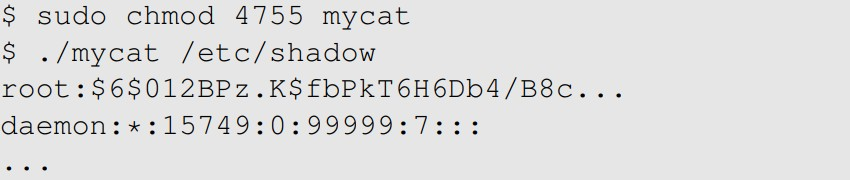 $ sudo chmod 4755 mycat
$ ./mycat /etc/shadow
root:$6$012BPz.K$fbPkT6H6Db4/B8c...
daemon:*:15749:0:99999:7:::
...